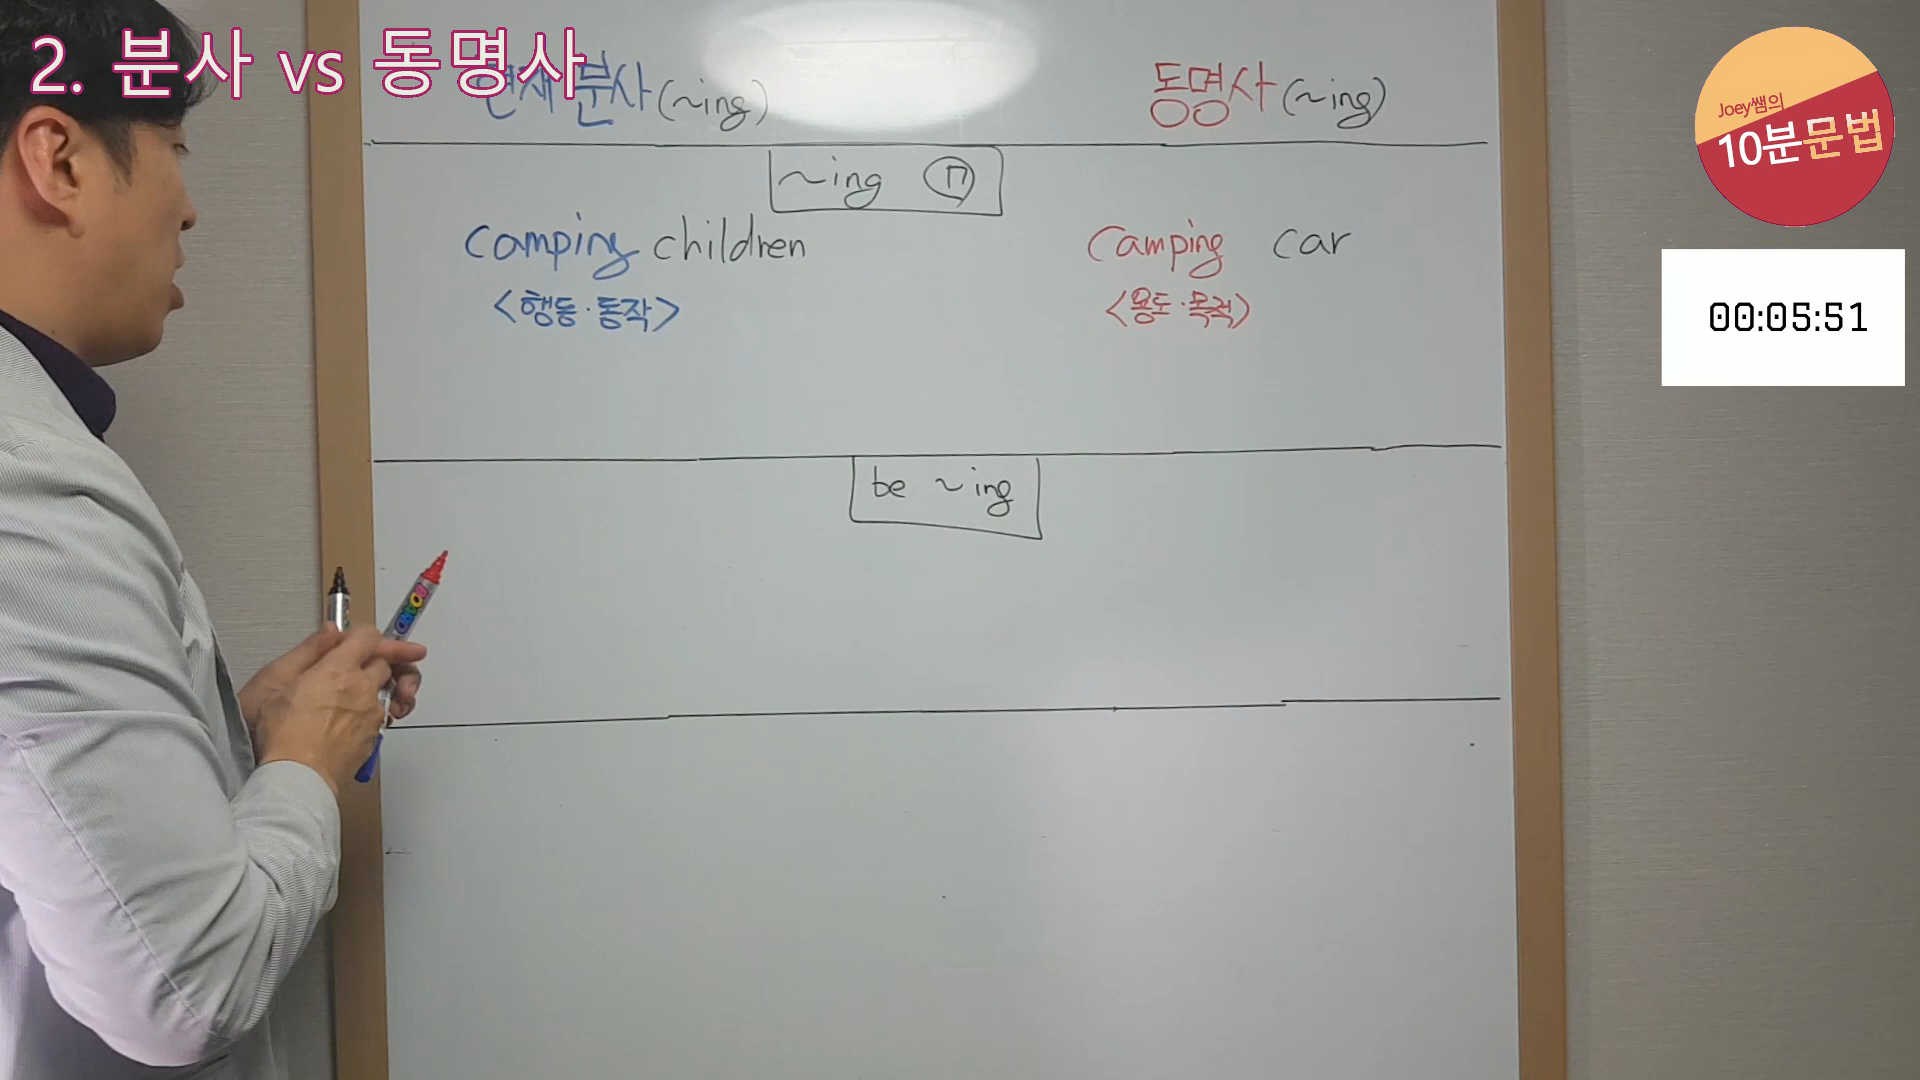 2. 분사 vs 동명사
현재분사(~ing)
동명사(~ing)
Joey쌤의
10분문법
~ing ⓝ
camping children
camping car
<행동·동작>
<용도·목적>
00:05:51
be ~ing